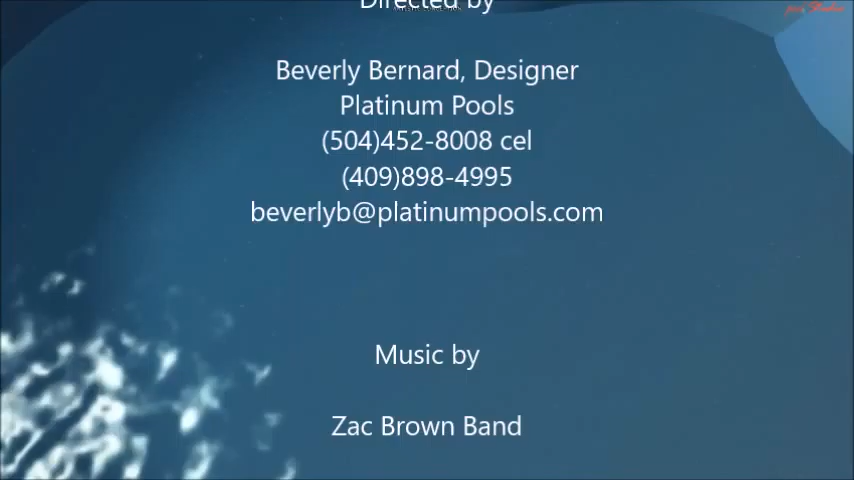 Directed by
Beverly Bernard, Designer
Platinum Pools
(504)452-8008 cel
(409)898-4995
beverlyb@platinumpools.com
Music by
Zac Brown Band